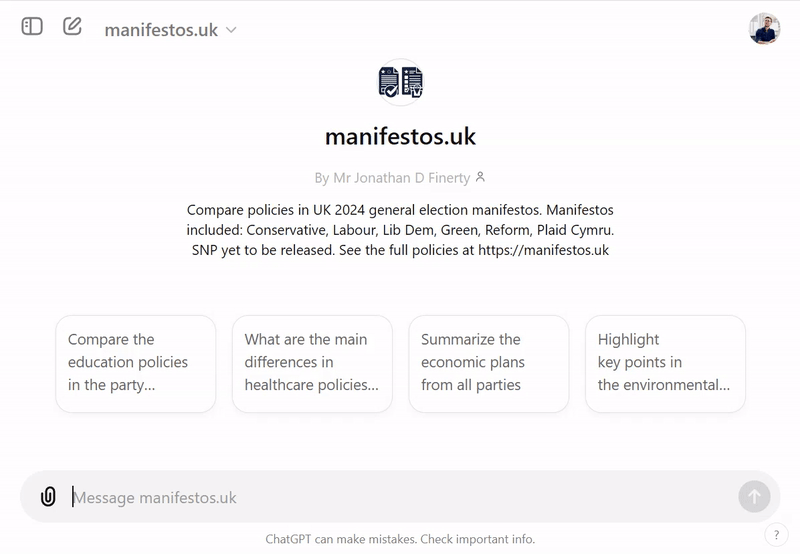 manifestos.uk
manifestos.uk
By Mr Jonathan D Finerty
Compare policies in UK 2024 general election manifestos. Manifestos
included: Conservative, Labour, Lib Dem, Green, Reform, Plaid Cymru.
SNP yet to be released. See the full policies at https://manifestos.uk
Compare the
education policies
in the party...
What are the main
differences in
healthcare policies...
Summarize the
economic plans
from all parties
Highlight
key points in
the environmental...
Message manifestos.uk
ChatGPT can make mistakes. Check important info.
?